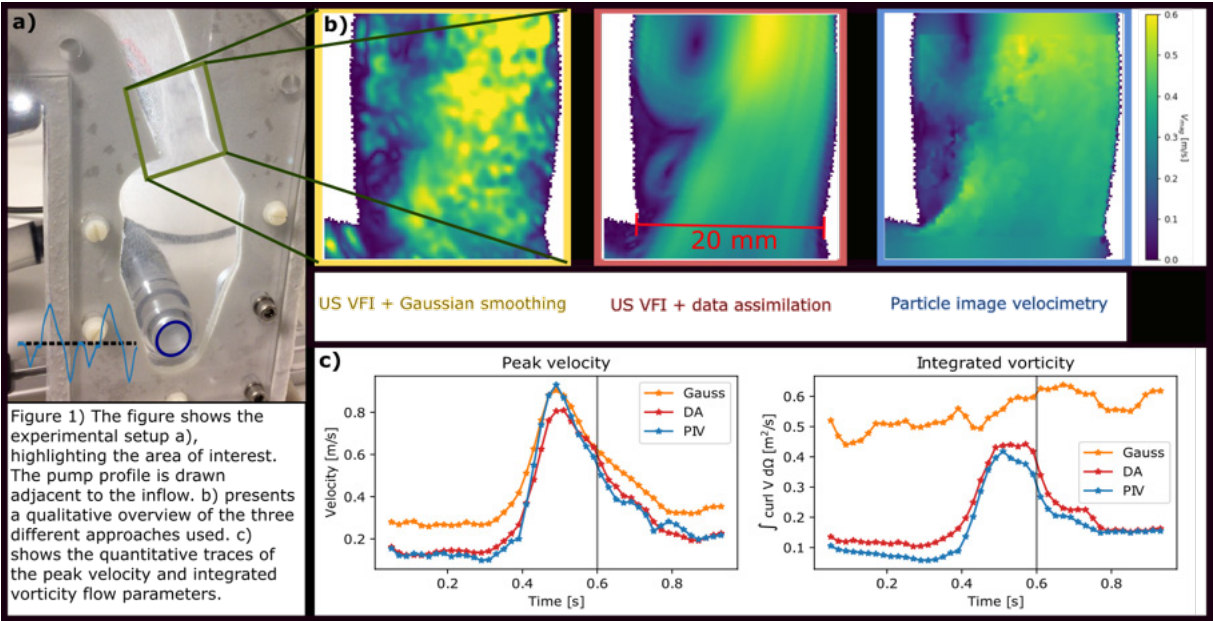 a)
b)
0.6
0.5
0.4
0.3
0.2
0.1
0.0
Vmag [m/s]
20 mm
US VFI + Gaussian smoothing
US VFI + data assimilation
Particle image velocimetry
Figure 1) The figure shows the
experimental setup a),
highlighting the area of interest.
The pump profile is drawn
adjacent to the inflow. b) presents
a qualitative overview of the three
different approaches used. c)
shows the quantitative traces of
the peak velocity and integrated
vorticity flow parameters.
c)
Peak velocity
Velocity [m/s]
0.8
0.6
0.4
0.2
Gauss
DA
PIV
0.2
0.4
0.6
0.8
Time [s]
Integrated vorticity
∫ curl V dΩ [m²/s]
0.6
0.5
0.4
0.3
0.2
0.1
Gauss
DA
PIV
0.2
0.4
0.6
0.8
Time [s]